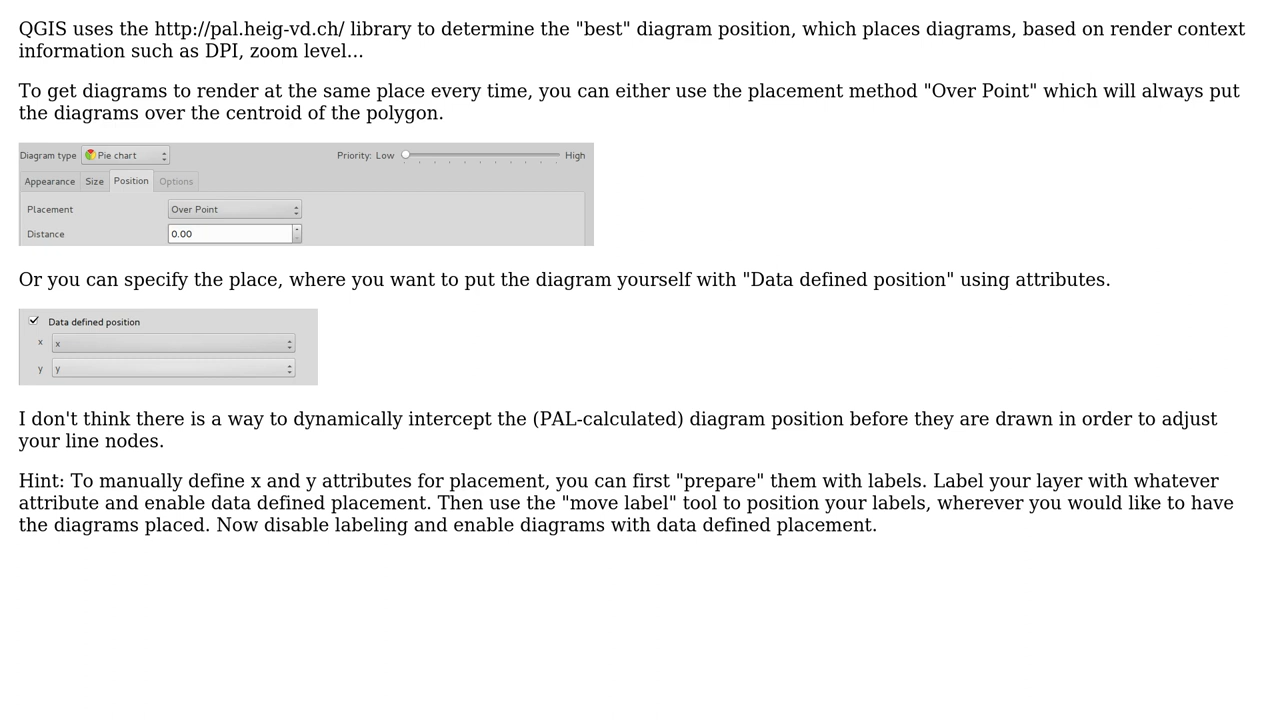 QGIS uses the http://pal.heig-vd.ch/ library to determine the "best" diagram position, which places diagrams, based on render context
information such as DPI, zoom level...
To get diagrams to render at the same place every time, you can either use the placement method "Over Point" which will always put
the diagrams over the centroid of the polygon.
Diagram type Pie chart Priority: Low High
Appearance Size Position Options
Placement Over Point
Distance 0.00
Or you can specify the place, where you want to put the diagram yourself with "Data defined position" using attributes.
Data defined position
x x
y y
I don't think there is a way to dynamically intercept the (PAL-calculated) diagram position before they are drawn in order to adjust
your line nodes.
Hint: To manually define x and y attributes for placement, you can first "prepare" them with labels. Label your layer with whatever
attribute and enable data defined placement. Then use the "move label" tool to position your labels, wherever you would like to have
the diagrams placed. Now disable labeling and enable diagrams with data defined placement.